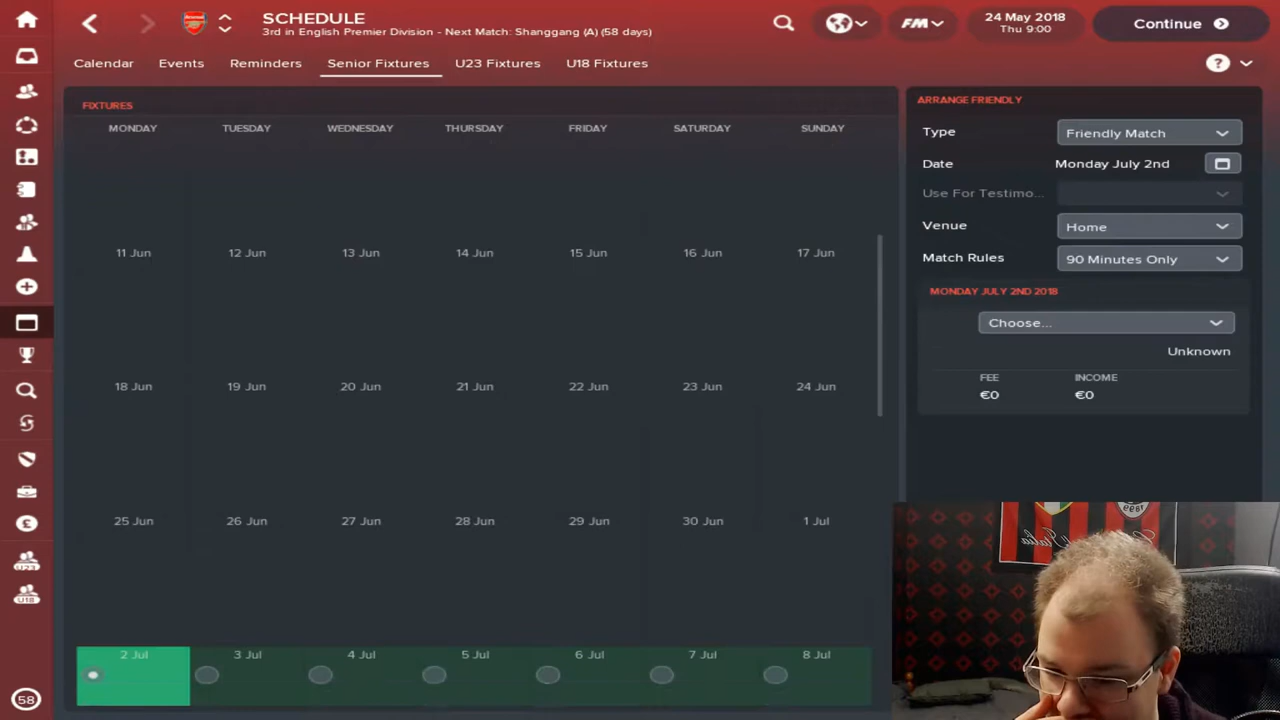 SCHEDULE
3rd in English Premier Division - Next Match: Shanggang (A) (58 days)
FM
24 May 2018
Thu 9:00
Continue
Calendar
Events
Reminders
Senior Fixtures
U23 Fixtures
U18 Fixtures
?
FIXTURES
MONDAY TUESDAY WEDNESDAY THURSDAY FRIDAY SATURDAY SUNDAY
11 Jun 12 Jun 13 Jun 14 Jun 15 Jun 16 Jun 17 Jun
18 Jun 19 Jun 20 Jun 21 Jun 22 Jun 23 Jun 24 Jun
25 Jun 26 Jun 27 Jun 28 Jun 29 Jun 30 Jun 1 Jul
2 Jul 3 Jul 4 Jul 5 Jul 6 Jul 7 Jul 8 Jul
ARRANGE FRIENDLY
Type Friendly Match
Date Monday July 2nd
Use For Testimo...
Venue Home
Match Rules 90 Minutes Only
MONDAY JULY 2ND 2018
Choose...
Unknown
FEE INCOME
€0 €0
U23
U18
58